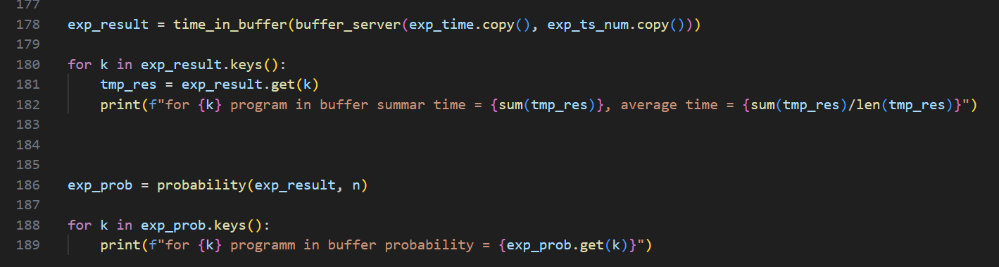 177
178 exp_result = time_in_buffer(buffer_server(exp_time.copy(), exp_ts_num.copy()))
179
180 for k in exp_result.keys():
181     tmp_res = exp_result.get(k)
182     print(f"for {k} program in buffer summar time = {sum(tmp_res)}, average time = {sum(tmp_res)/len(tmp_res)}")
183
184
185
186 exp_prob = probability(exp_result, n)
187
188 for k in exp_prob.keys():
189     print(f"for {k} programm in buffer probability = {exp_prob.get(k)}")